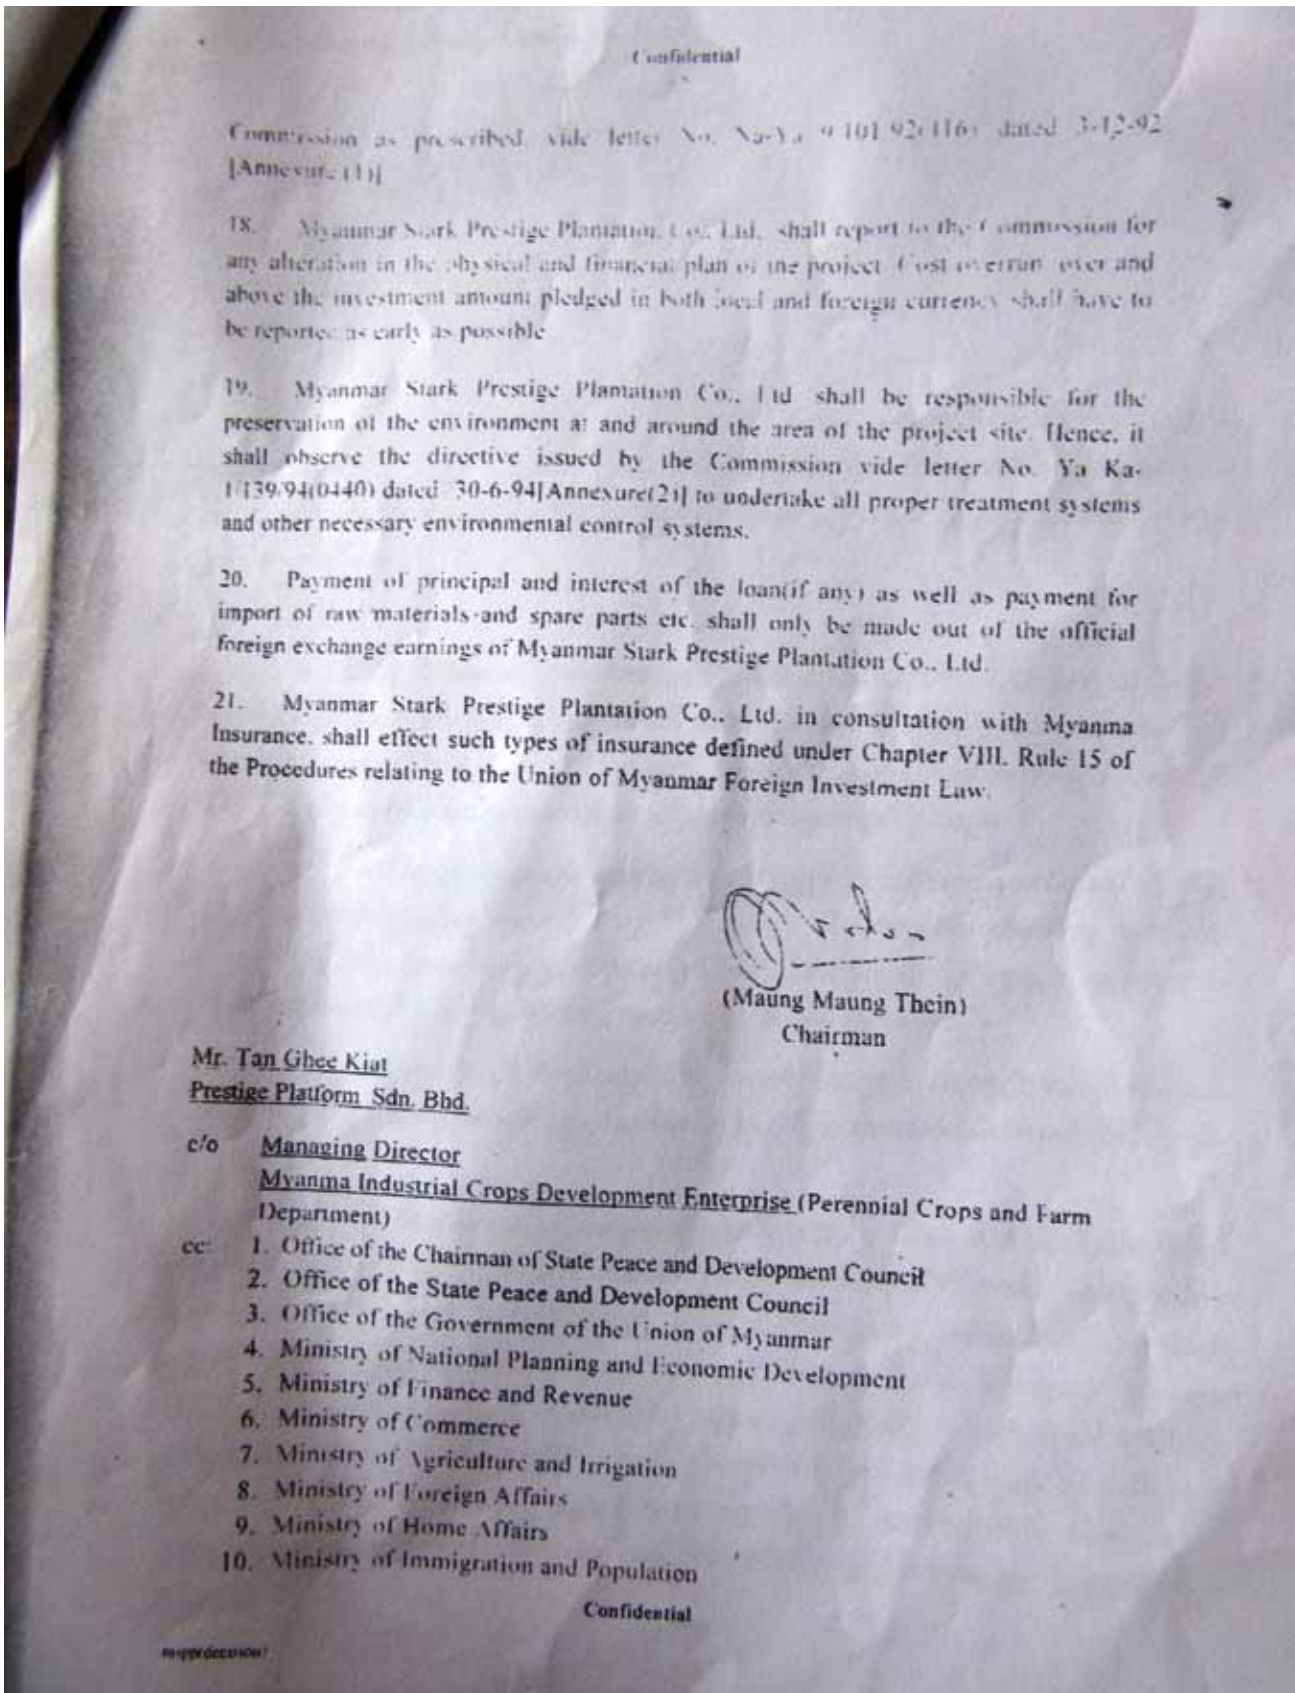 Confidential
Commission as prescribed vide letter No. Na-Ya 9/101/92(116) dated 3-12-92
[Annexure(1)]
18. Myanmar Stark Prestige Plantation Co., Ltd. shall report to the Commission for
any alteration in the physical and financial plan of the project. Cost overrun over and
above the investment amount pledged in both local and foreign currency shall have to
be reported as early as possible
19. Myanmar Stark Prestige Plantation Co., Ltd shall be responsible for the
preservation of the environment at and around the area of the project site. Hence, it
shall observe the directive issued by the Commission vide letter No. Ya Ka-
1/139/94(0440) dated 30-6-94[Annexure(2)] to undertake all proper treatment systems
and other necessary environmental control systems.
20. Payment of principal and interest of the loan(if any) as well as payment for
import of raw materials and spare parts etc. shall only be made out of the official
foreign exchange earnings of Myanmar Stark Prestige Plantation Co., Ltd.
21. Myanmar Stark Prestige Plantation Co., Ltd. in consultation with Myanma
Insurance, shall effect such types of insurance defined under Chapter VIII, Rule 15 of
the Procedures relating to the Union of Myanmar Foreign Investment Law.
(Maung Maung Thein)
Chairman
Mr. Tan Ghee Kiat
Prestige Platform Sdn. Bhd.
c/o Managing Director
Myanma Industrial Crops Development Enterprise (Perennial Crops and Farm
Department)
cc: 1. Office of the Chairman of State Peace and Development Council
2. Office of the State Peace and Development Council
3. Office of the Government of the Union of Myanmar
4. Ministry of National Planning and Economic Development
5. Ministry of Finance and Revenue
6. Ministry of Commerce
7. Ministry of Agriculture and Irrigation
8. Ministry of Foreign Affairs
9. Ministry of Home Affairs
10. Ministry of Immigration and Population
Confidential